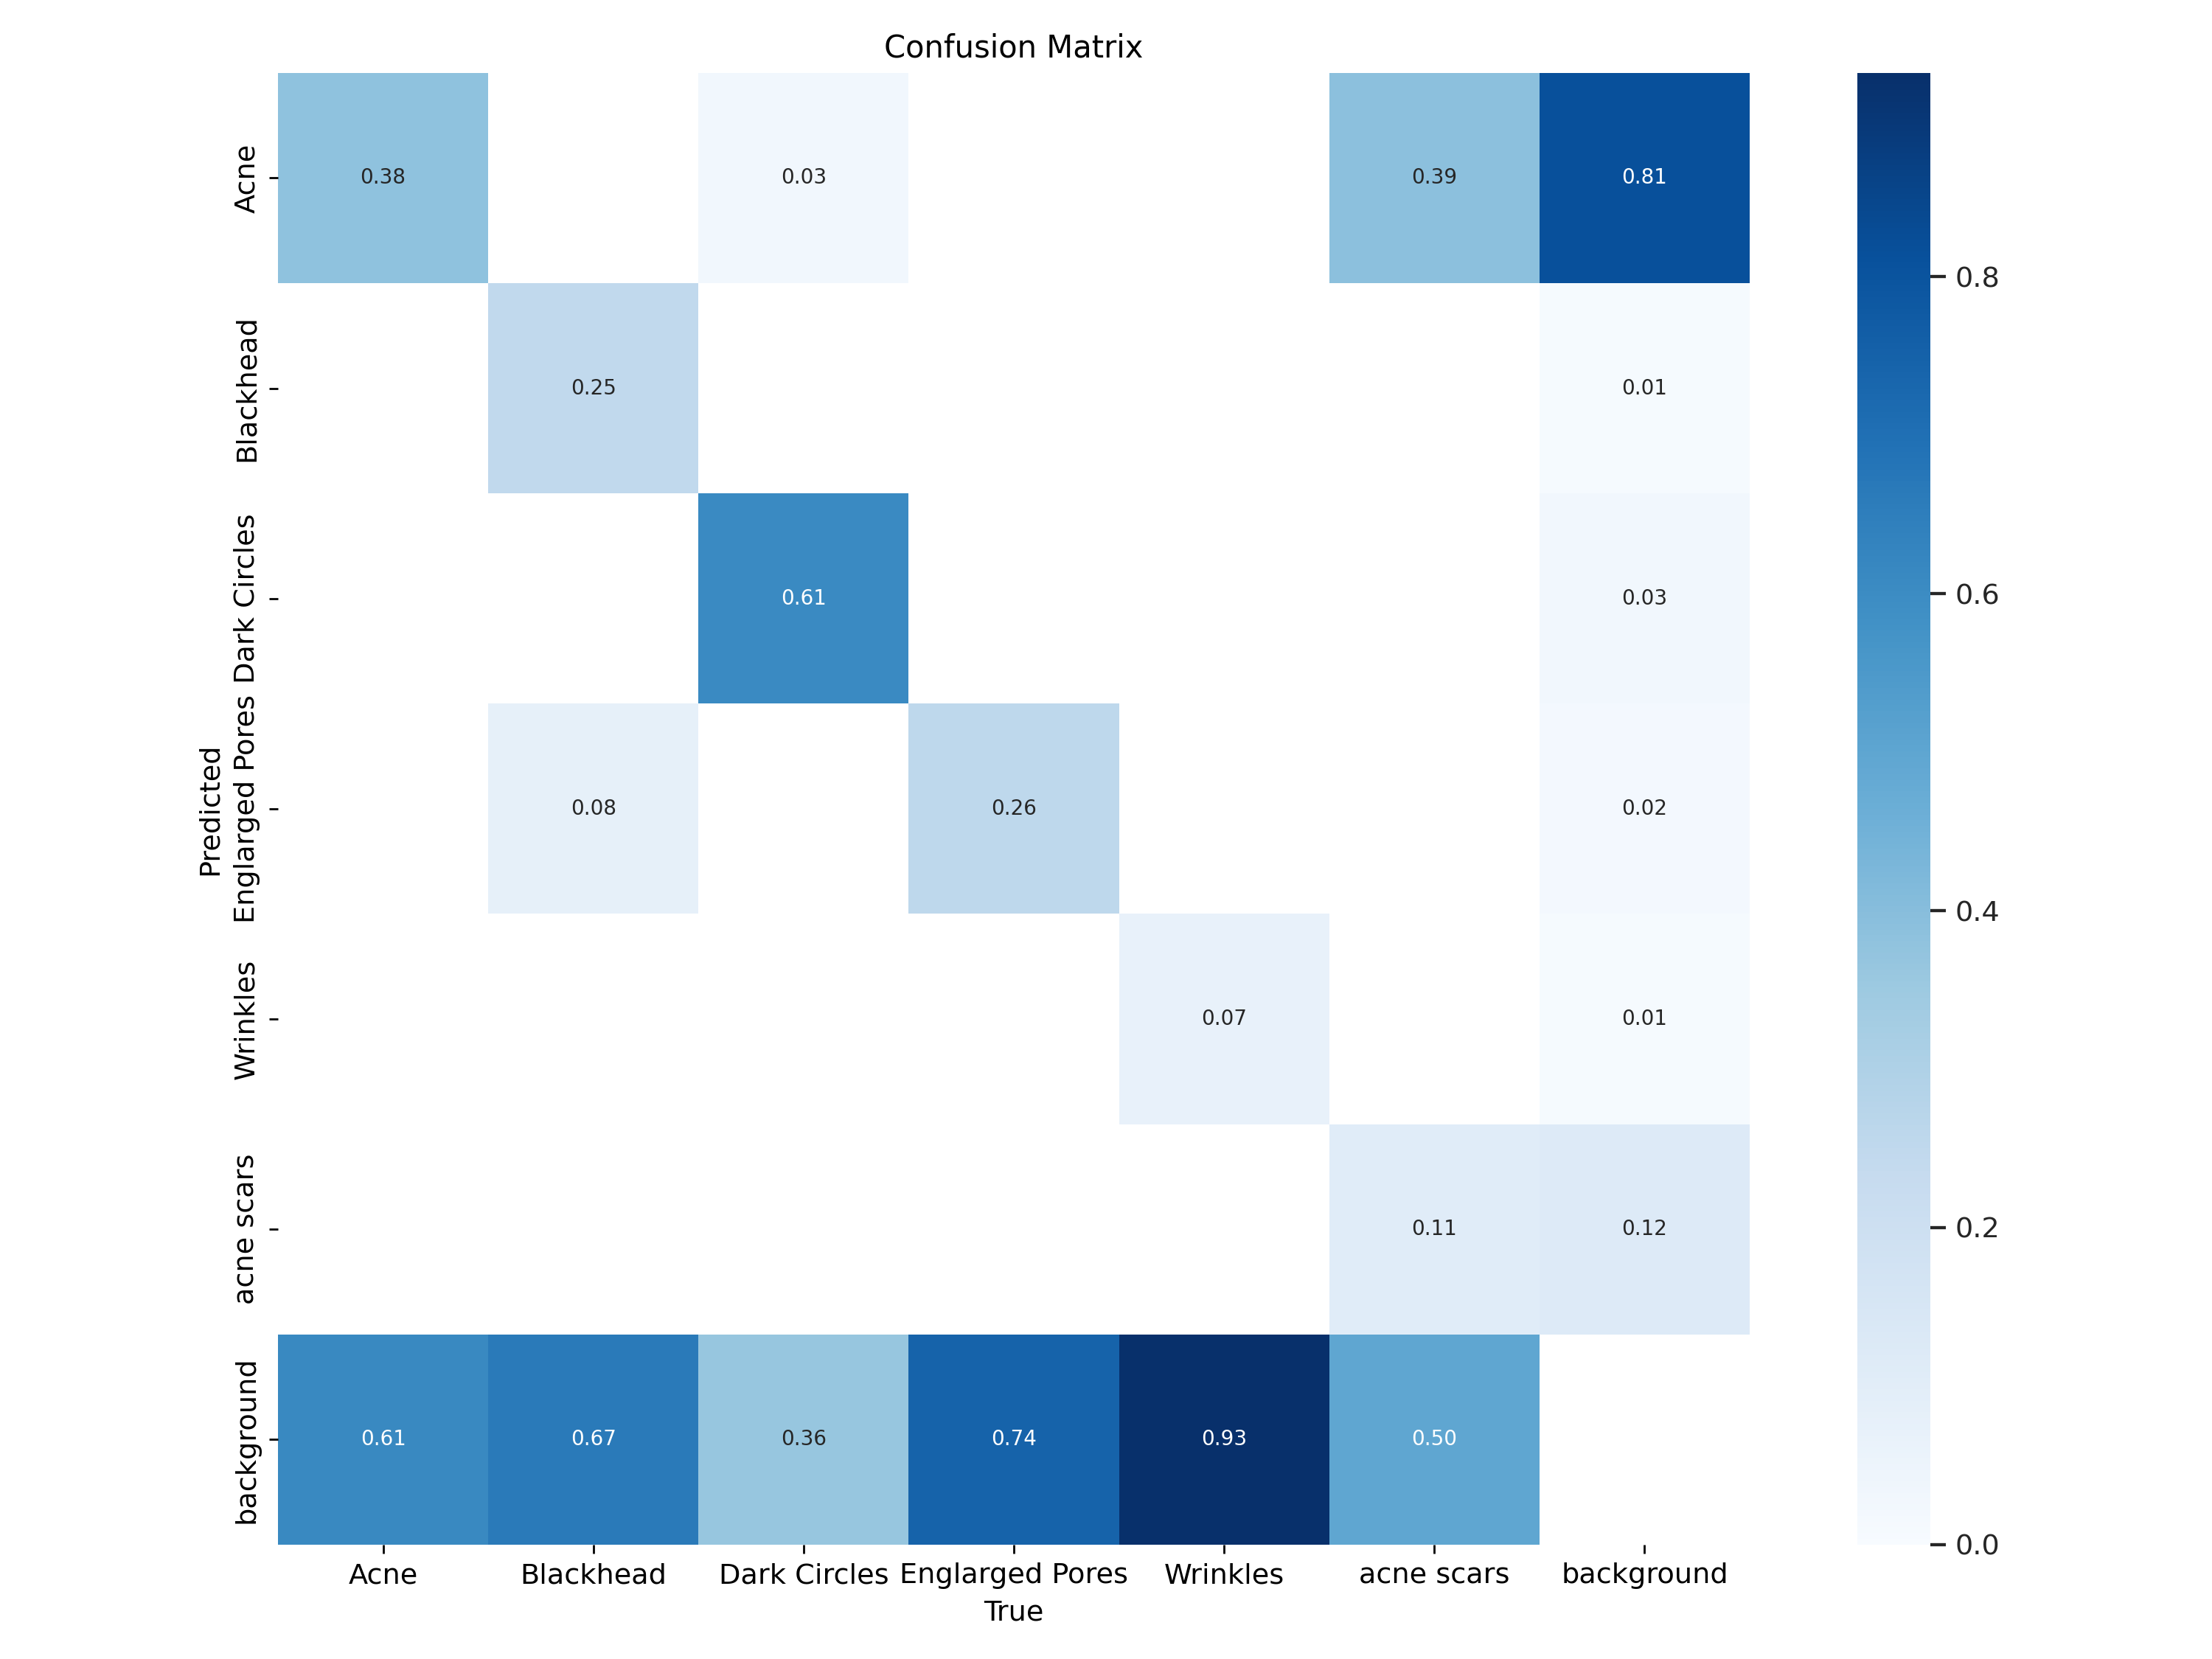 Confusion Matrix
Predicted
Acne
0.38
0.03
0.39
0.81
Blackhead
0.25
0.01
Dark Circles
0.61
0.03
Englarged Pores
0.08
0.26
0.02
Wrinkles
0.07
0.01
acne scars
0.11
0.12
background
0.61
0.67
0.36
0.74
0.93
0.50
Acne
Blackhead
Dark Circles
Englarged Pores
Wrinkles
acne scars
background
True
0.8
0.6
0.4
0.2
0.0